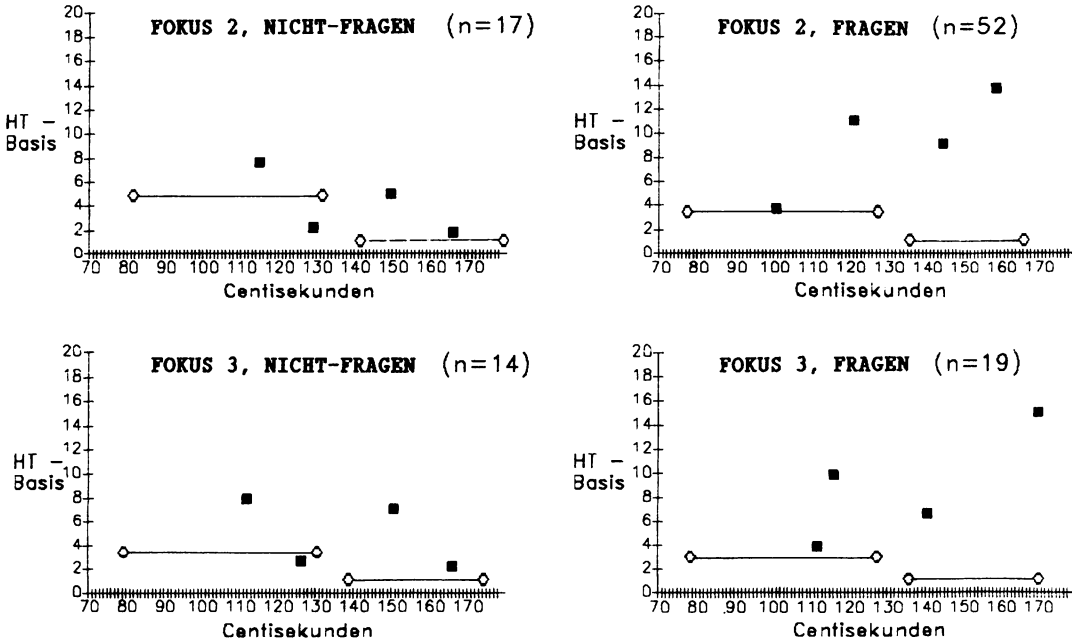 FOKUS 2, NICHT-FRAGEN (n=17)
20
18
16
14
12
10
8
6
4
2
0
HT –
Basis
70 80 90 100 110 120 130 140 150 160 170
Centisekunden
FOKUS 2, FRAGEN (n=52)
20
18
16
14
12
10
8
6
4
2
0
HT –
Basis
70 80 .90 100 110 120 130 140 150 160 170
Centisekunden
FOKUS 3, NICHT-FRAGEN (n=14)
20
18
16
14
12
10
8
6
4
2
0
HT –
Basis
70 80 90 100 110 120 130 140 150 160 170
Centisekunden
FOKUS 3, FRAGEN (n=19)
20
18
16
14
12
10
8
6
4
2
0
HT –
Basis
70 80 .90 100 110 120 130 140 150 160 170
Centisekunden